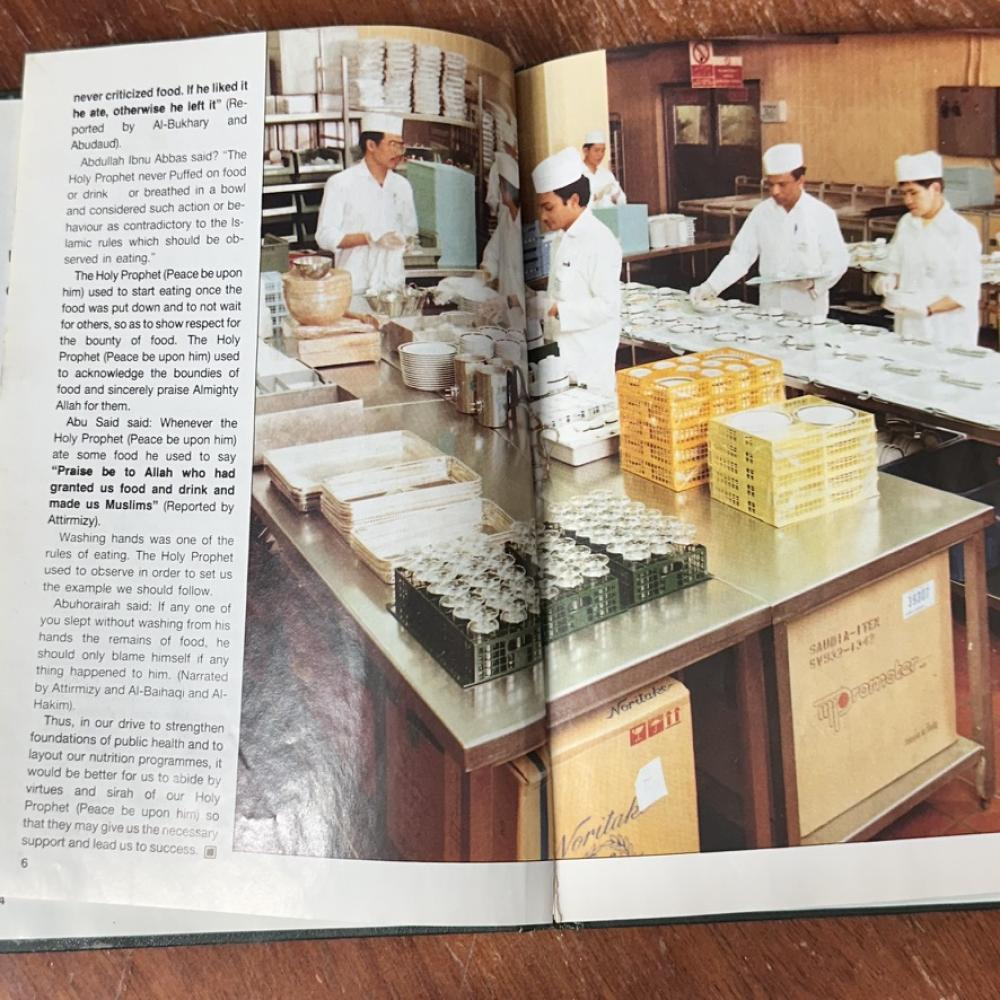 never criticized food. If he liked it
he ate, otherwise he left it" (Re-
ported by Al-Bukhary and
Abudaud).
Abdullah Ibnu Abbas said? "The
Holy Prophet never Puffed on food
or drink or breathed in a bowl
and considered such action or be-
haviour as contradictory to the Is-
lamic rules which should be ob-
served in eating."
The Holy Prophet (Peace be upon
him) used to start eating once the
food was put down and to not wait
for others, so as to show respect for
the bounty of food. The Holy
Prophet (Peace be upon him) used
to acknowledge the boundies of
food and sincerely praise Almighty
Allah for them.
Abu Said said: Whenever the
Holy Prophet (Peace be upon him)
ate some food he used to say
"Praise be to Allah who had
granted us food and drink and
made us Muslims" (Reported by
Attirmizy).
Washing hands was one of the
rules of eating. The Holy Prophet
used to observe in order to set us
the example we should follow.
Abuhorairah said: If any one of
you slept without washing from his
hands the remains of food, he
should only blame himself if any
thing happened to him. (Narrated
by Attirmizy and Al-Baihaqi and Al-
Hakim).
Thus, in our drive to strengthen
foundations of public health and to
layout our nutrition programmes, it
would be better for us to abide by
virtues and sirah of our Holy
Prophet (Peace be upon him) so
that they may give us the necessary
support and lead us to success.
6
4
Noritake
Noritake
39307
SAUDIA-ITEX